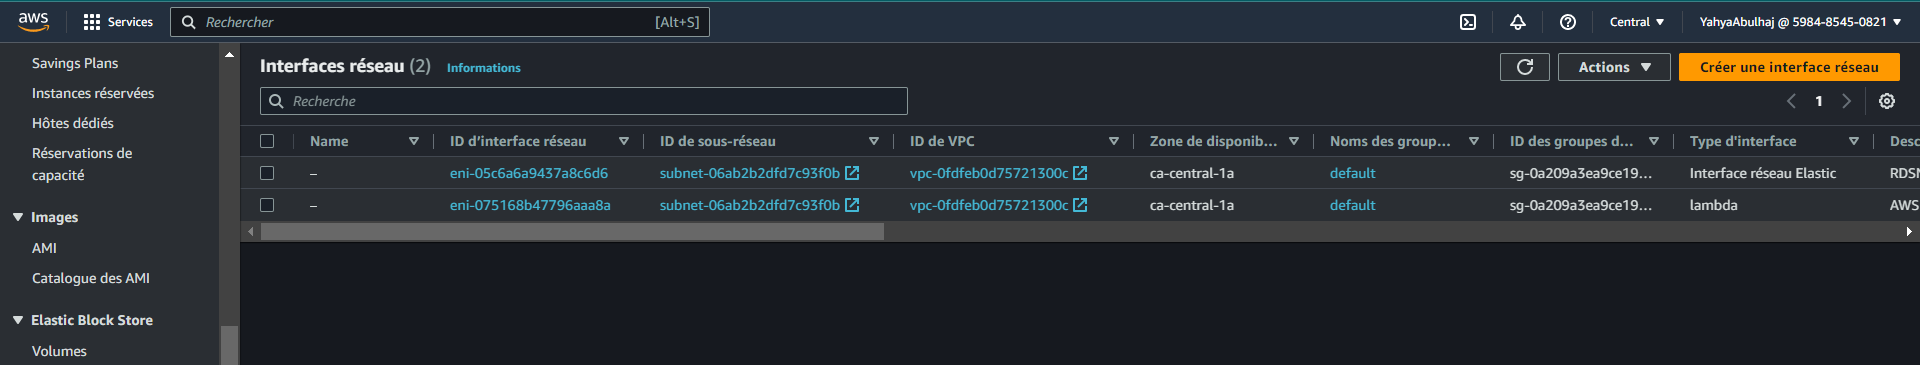 aws Services Rechercher [Alt+S] Central YahyaAbulhaj @ 5984-8545-0821
Savings Plans
Instances réservées
Hôtes dédiés
Réservations de
capacité
Images
AMI
Catalogue des AMI
Elastic Block Store
Volumes
Interfaces réseau (2) Informations
Actions Créer une interface réseau
Recherche
1
Name ID d'interface réseau ID de sous-réseau ID de VPC Zone de disponib... Noms des group... ID des groupes d... Type d'interface Desc
– eni-05c6a6a9437a8c6d6 subnet-06ab2b2dfd7c93f0b vpc-0fdfeb0d75721300c ca-central-1a default sg-0a209a3ea9ce19... Interface réseau Elastic RDSN
– eni-075168b47796aaa8a subnet-06ab2b2dfd7c93f0b vpc-0fdfeb0d75721300c ca-central-1a default sg-0a209a3ea9ce19... lambda AWS